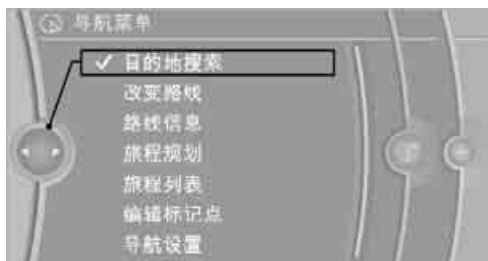 导航菜单
目的地搜索
改变路线
路线信息
旅程规划
旅程列表
编辑标记点
导航设置